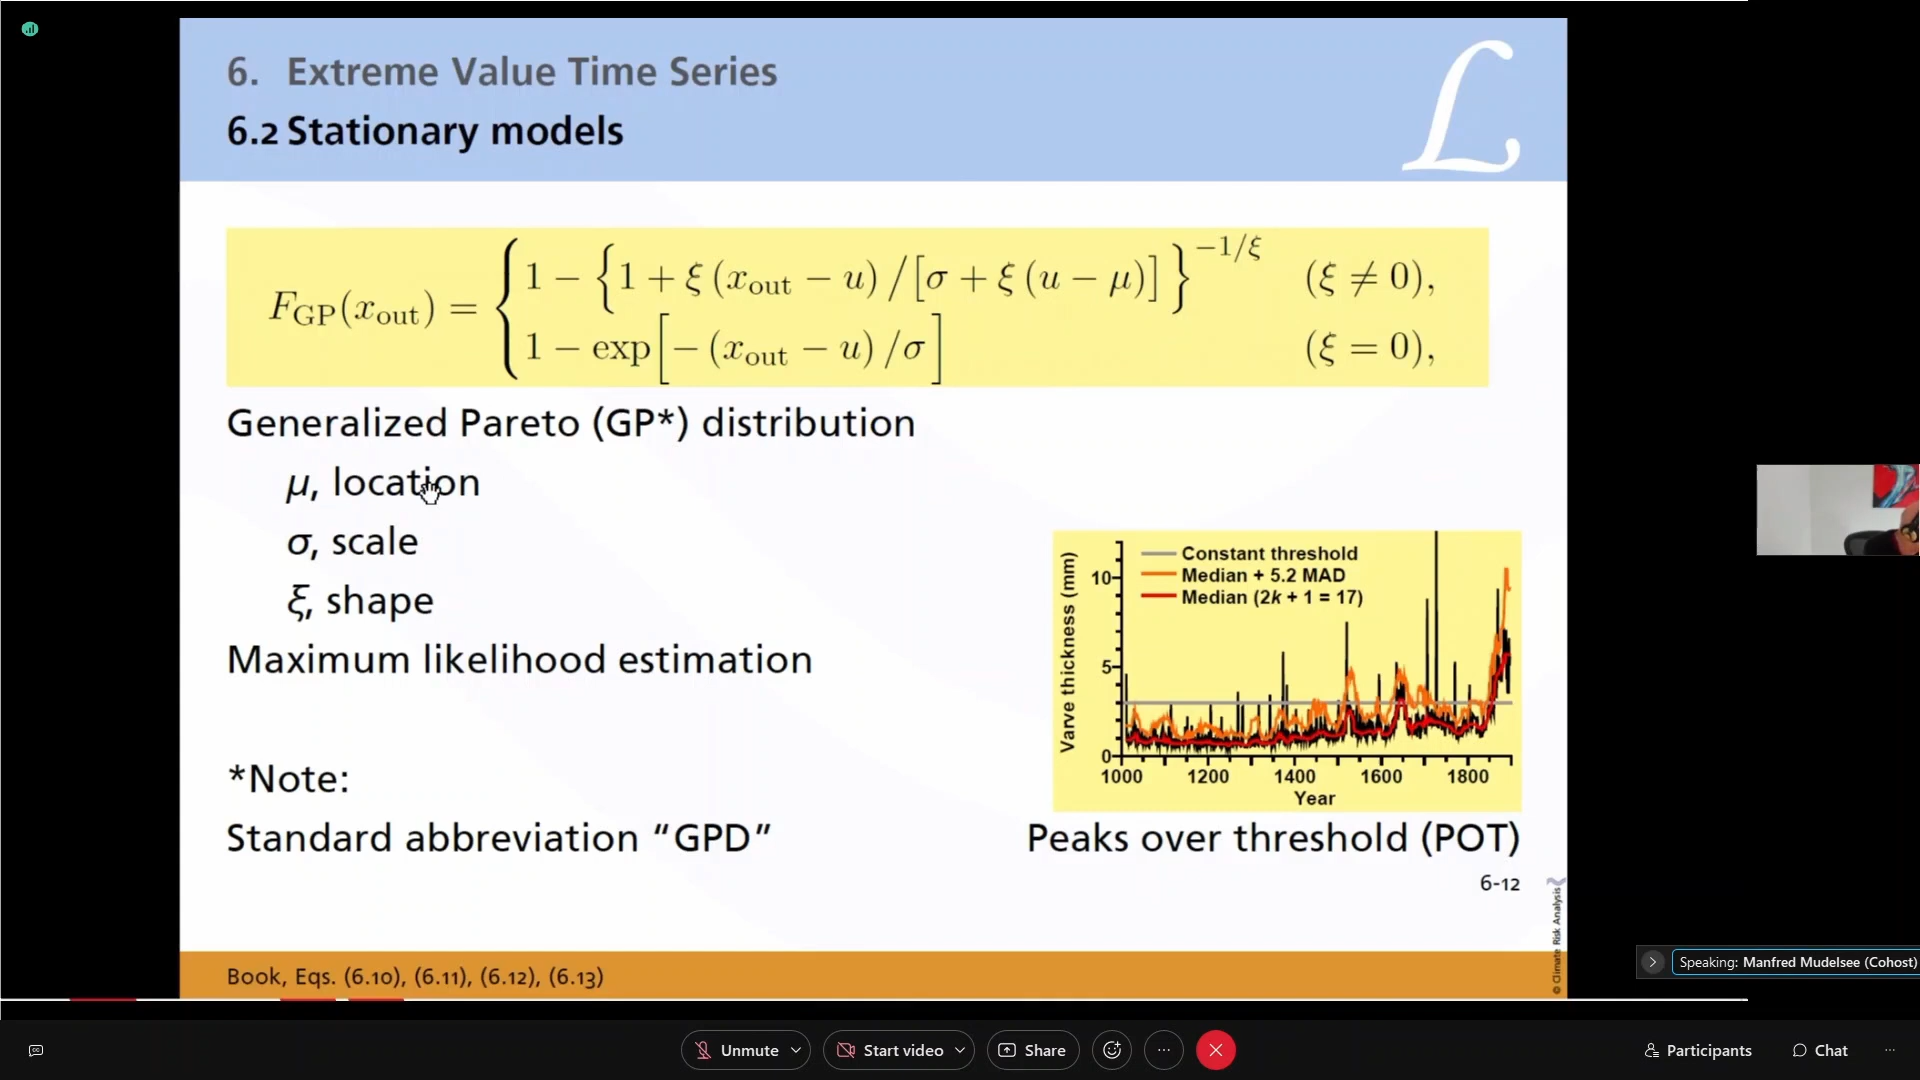 6. Extreme Value Time Series
6.2 Stationary models
ℒ
F_GP(x_out) = { 1 − {1 + ξ (x_out − u) / [σ + ξ (u − μ)]}^−1/ξ (ξ ≠ 0),
1 − exp[− (x_out − u) / σ] (ξ = 0),
Generalized Pareto (GP*) distribution
μ, location
σ, scale
ξ, shape
Maximum likelihood estimation
*Note:
Standard abbreviation “GPD”
Varve thickness (mm)
Constant threshold
Median + 5.2 MAD
Median (2k + 1 = 17)
10
5
0
1000 1200 1400 1600 1800
Year
Peaks over threshold (POT)
6-12
© Climate Risk Analysis
Book, Eqs. (6.10), (6.11), (6.12), (6.13)
Speaking: Manfred Mudelsee (Cohost)
Unmute
Start video
Share
Participants
Chat